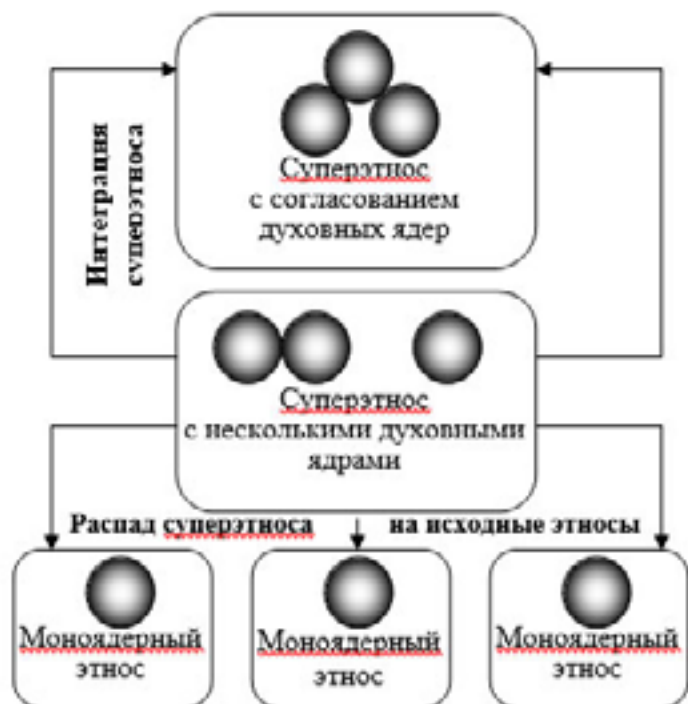 Интеграция
суперэтноса
Суперэтнос
с согласованием
духовных ядер
Суперэтнос
с несколькими духовными
ядрами
Распад суперэтноса на исходные этносы
Моноядерный
этнос
Моноядерный
этнос
Моноядерный
этнос